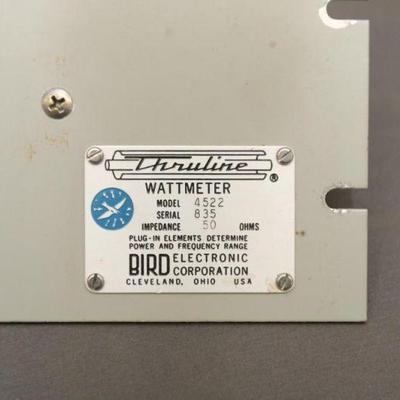 Thruline ®
WATTMETER
MODEL 4522
SERIAL 835
IMPEDANCE 50 OHMS
PLUG-IN ELEMENTS DETERMINE
POWER AND FREQUENCY RANGE
BIRD ELECTRONIC
CORPORATION
CLEVELAND, OHIO USA